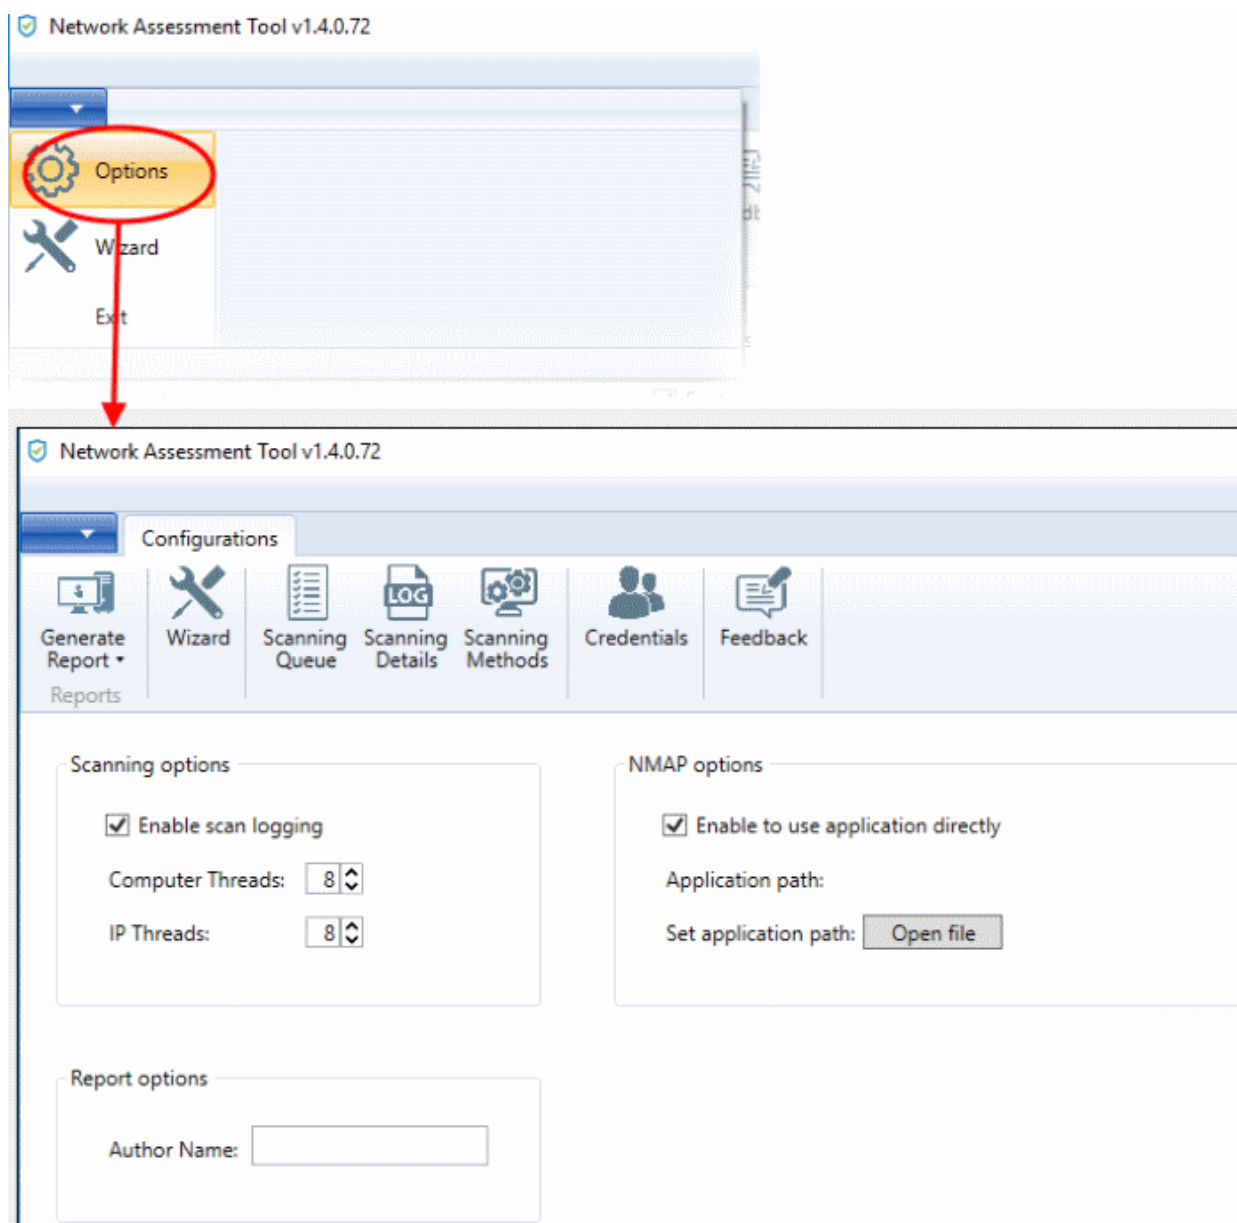 Network Assessment Tool v1.4.0.72
Options
Wizard
Exit
Network Assessment Tool v1.4.0.72
Configurations
Generate Report
Wizard
Scanning Queue
LOG
Scanning Details
Scanning Methods
Credentials
Feedback
Reports
Scanning options
Enable scan logging
Computer Threads: 8
IP Threads: 8
NMAP options
Enable to use application directly
Application path:
Set application path: Open file
Report options
Author Name: